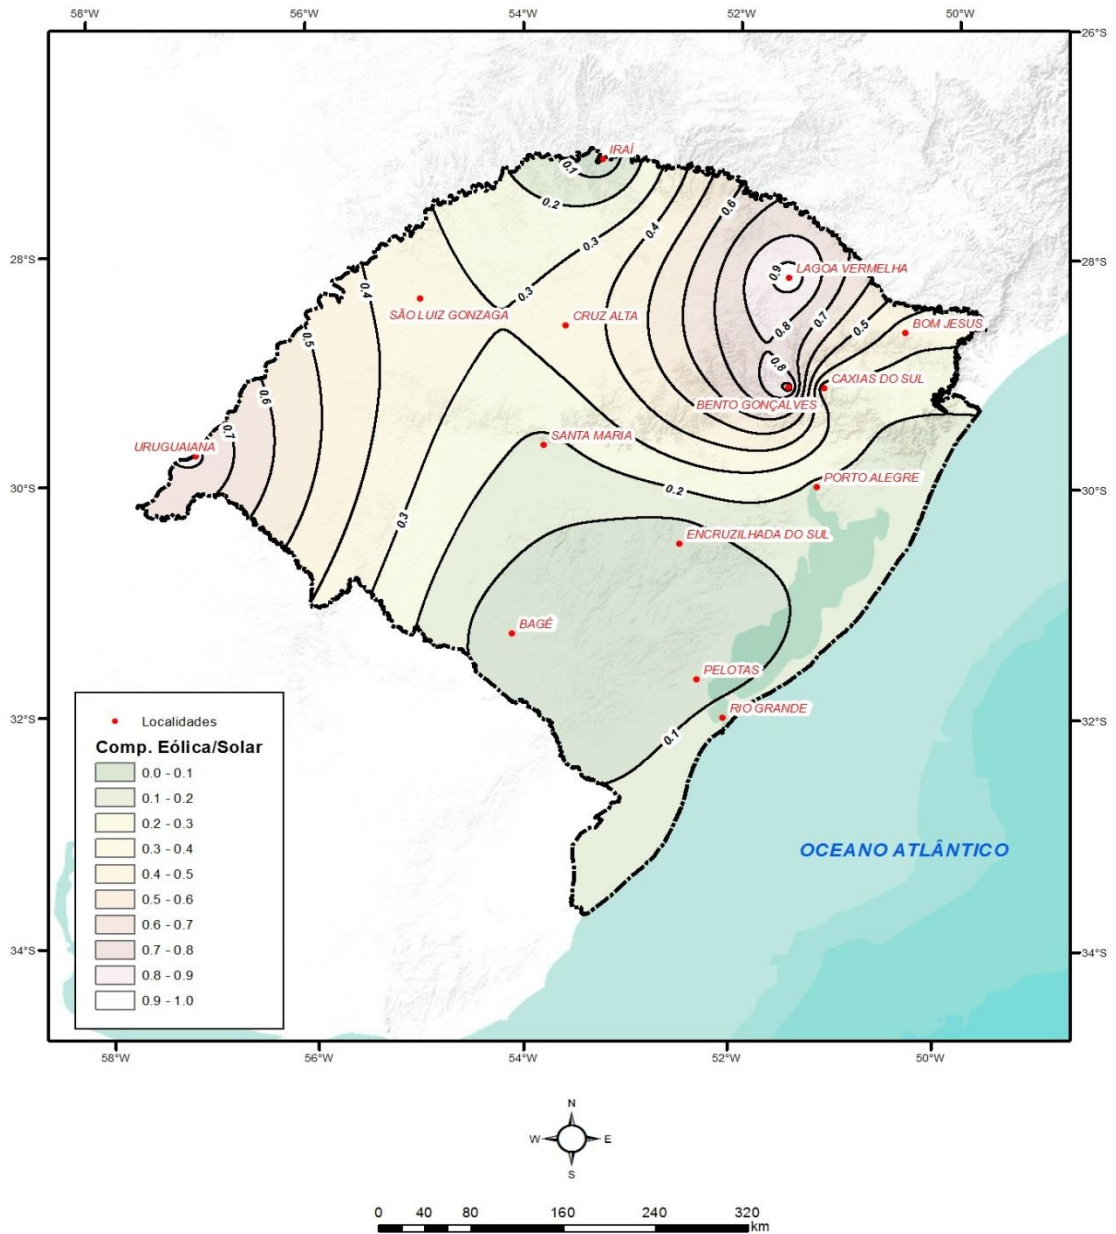 58°W 56°W 54°W 52°W 50°W
26°S
IRAÍ
0.1
0.2
0.6
0.4
0.3
28°S 28°S
0.9
LAGOA VERMELHA
0.4
0.3
SÃO LUIZ GONZAGA
CRUZ ALTA
0.8
0.7
0.5
BOM JESUS
0.5
0.8
CAXIAS DO SUL
0.6
BENTO GONÇALVES
0.7
URUGUAIANA
SANTA MARIA
30°S 30°S
0.2
PORTO ALEGRE
0.3
ENCRUZILHADA DO SUL
BAGÉ
PELOTAS
RIO GRANDE
0.1
32°S 32°S
Localidades
Comp. Eólica/Solar
0.0 - 0.1
0.1 - 0.2
0.2 - 0.3
0.3 - 0.4
0.4 - 0.5
0.5 - 0.6
0.6 - 0.7
0.7 - 0.8
0.8 - 0.9
0.9 - 1.0
OCEANO ATLÂNTICO
34°S 34°S
58°W 56°W 54°W 52°W 50°W
N
W E
S
0 40 80 160 240 320
km